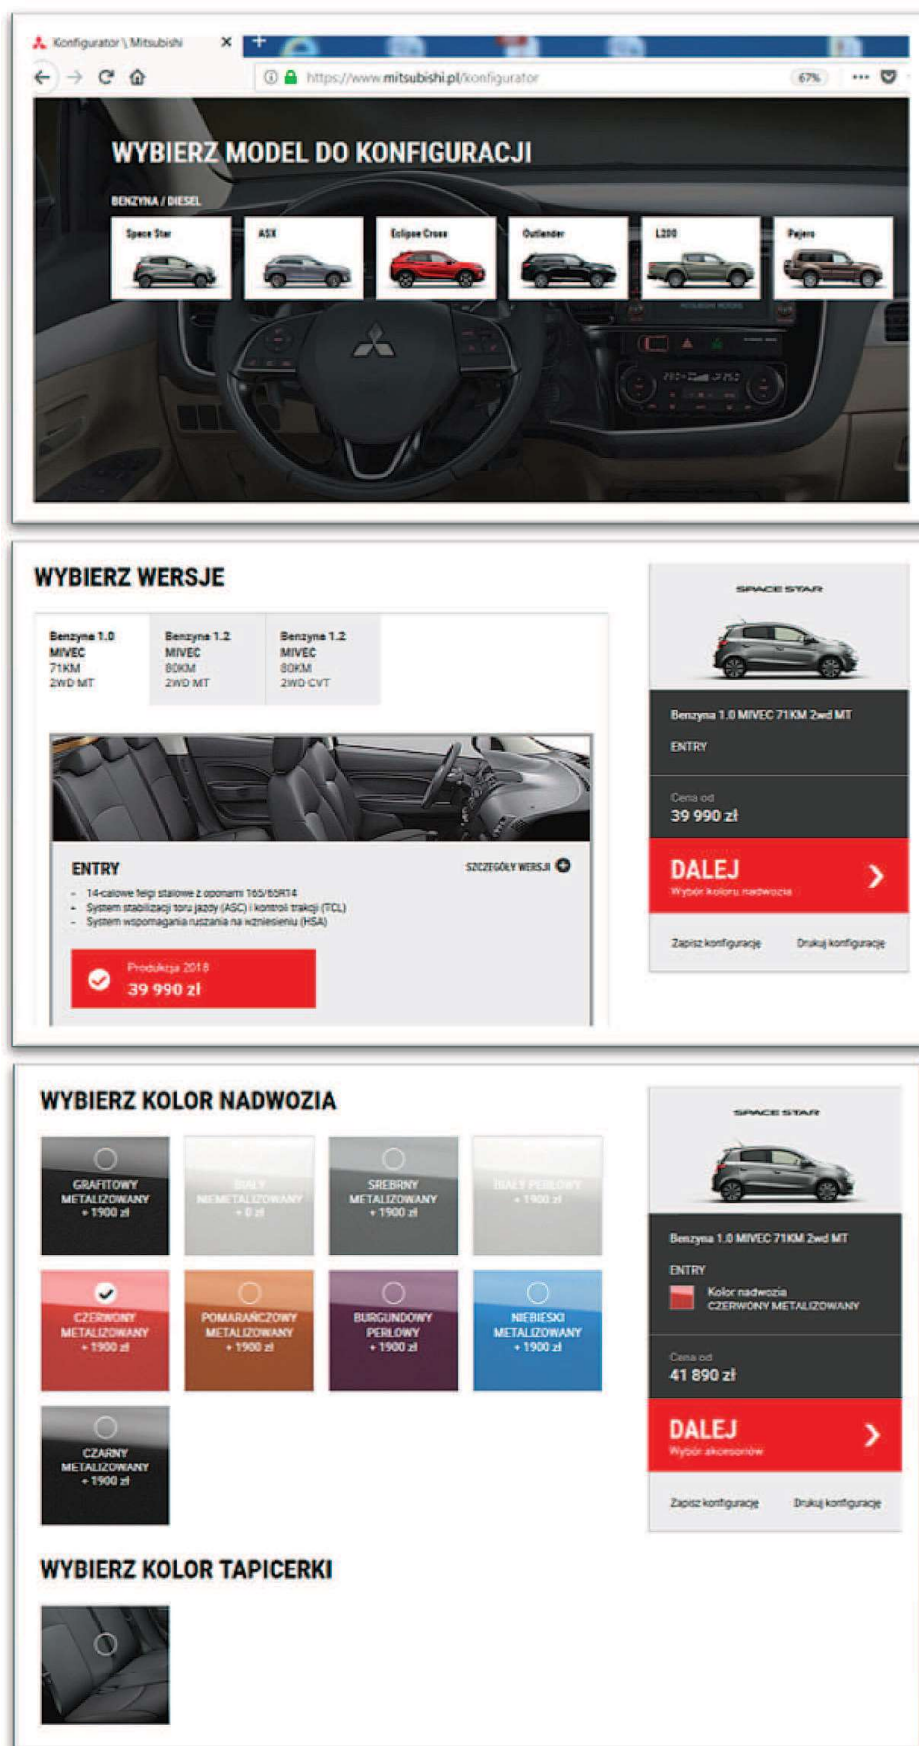 Konfigurator \ Mitsubishi
https://www.mitsubishi.pl/konfigurator
67%
WYBIERZ MODEL DO KONFIGURACJI
BENZYNA / DIESEL
Space Star
ASX
Eclipse Cross
Outlander
L200
Pajero
WYBIERZ WERSJE
Benzyna 1.0
MIVEC
71KM
2WD MT
Benzyna 1.2
MIVEC
80KM
2WD MT
Benzyna 1.2
MIVEC
80KM
2WD CVT
ENTRY
SZCZEGÓŁY WERSJI
- 14-calowe felgi stalowe z oponami 165/65R14
- System stabilizacji toru jazdy (ASC) i kontroli trakcji (TCL)
- System wspomagania ruszania na wzniesieniu (HSA)
Produkcja 2018
39 990 zł
SPACE STAR
Benzyna 1.0 MIVEC 71KM 2wd MT
ENTRY
Cena od
39 990 zł
DALEJ
Wybór koloru nadwozia
Zapisz konfigurację
Drukuj konfigurację
WYBIERZ KOLOR NADWOZIA
GRAFITOWY
METALIZOWANY
+ 1900 zł
BIAŁY
NIEMETALIZOWANY
+ 0 zł
SREBRNY
METALIZOWANY
+ 1900 zł
BIAŁY PERŁOWY
+ 1900 zł
CZERWONY
METALIZOWANY
+ 1900 zł
POMARAŃCZOWY
METALIZOWANY
+ 1900 zł
BURGUNDOWY
PERŁOWY
+ 1900 zł
NIEBIESKI
METALIZOWANY
+ 1900 zł
CZARNY
METALIZOWANY
+ 1900 zł
SPACE STAR
Benzyna 1.0 MIVEC 71KM 2wd MT
ENTRY
Kolor nadwozia
CZERWONY METALIZOWANY
Cena od
41 890 zł
DALEJ
Wybór akcesoriów
Zapisz konfigurację
Drukuj konfigurację
WYBIERZ KOLOR TAPICERKI